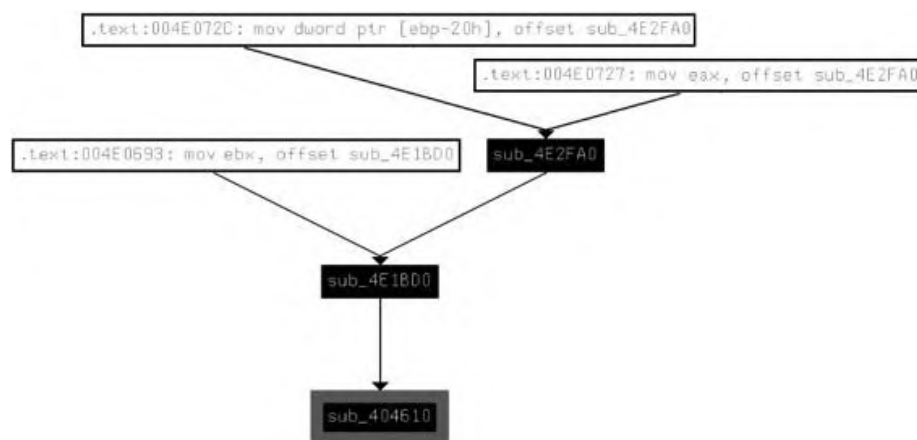 .text:004E072C: mov dword ptr [ebp-20h], offset sub_4E2FA0
.text:004E0727: mov eax, offset sub_4E2FA0
.text:004E0693: mov ebx, offset sub_4E1BD0
sub_4E2FA0
sub_4E1BD0
sub_404610